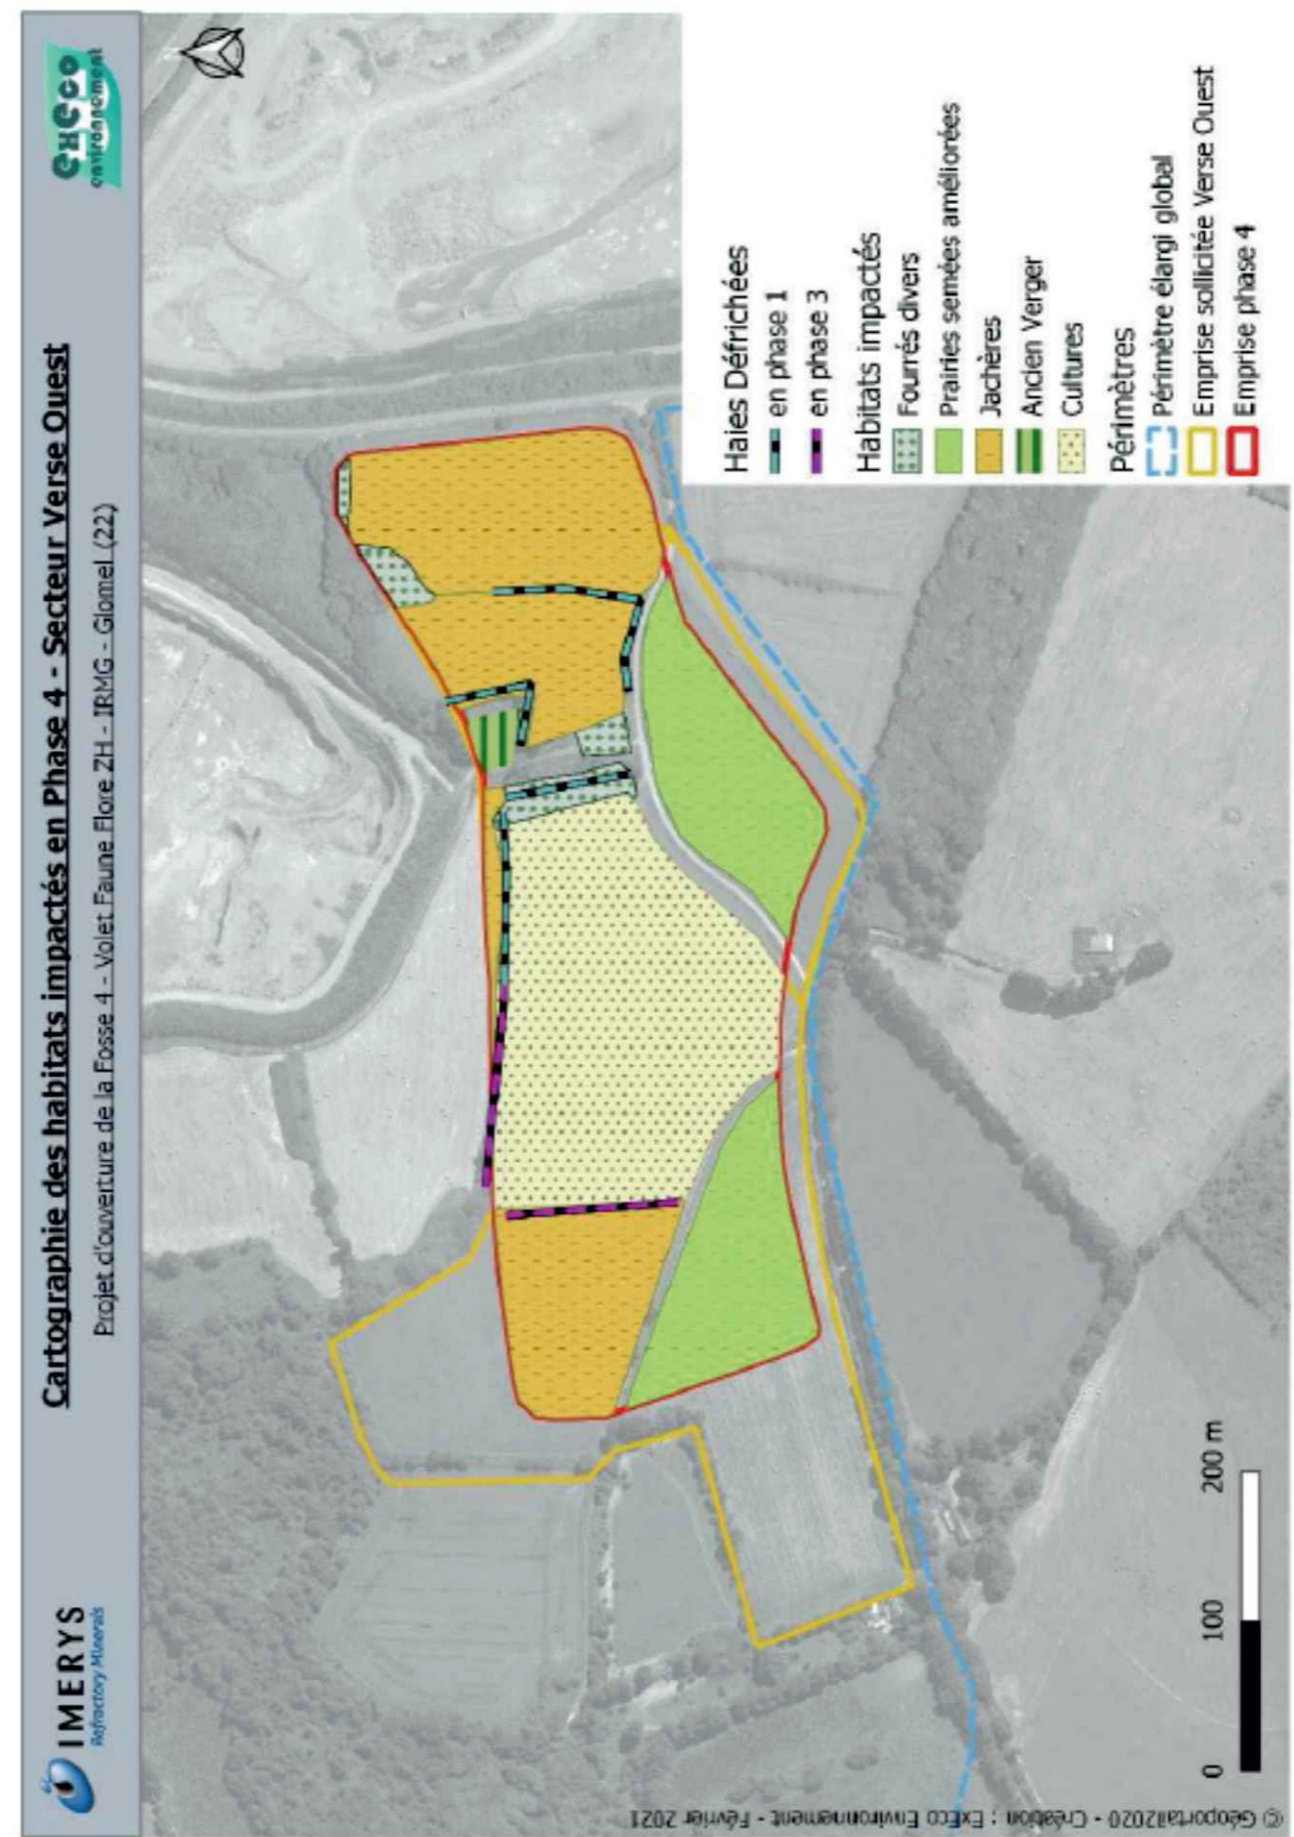 IMERYS
Refractory Minerals
Cartographie des habitats impactés en Phase 4 - Secteur Verse Ouest
Projet d'ouverture de la Fosse 4 - Volet Faune Flore ZH - IRMG - Glomel (22)
execo
environnement
Haies Défrichées
en phase 1
en phase 3
Habitats impactés
Fourrés divers
Prairies semées améliorées
Jachères
Ancien Verger
Cultures
Périmètres
Périmètre élargi global
Emprise sollicitée Verse Ouest
Emprise phase 4
0 100 200 m
© Géoportail2020 - Création : ExEco Environnement - Février 2021